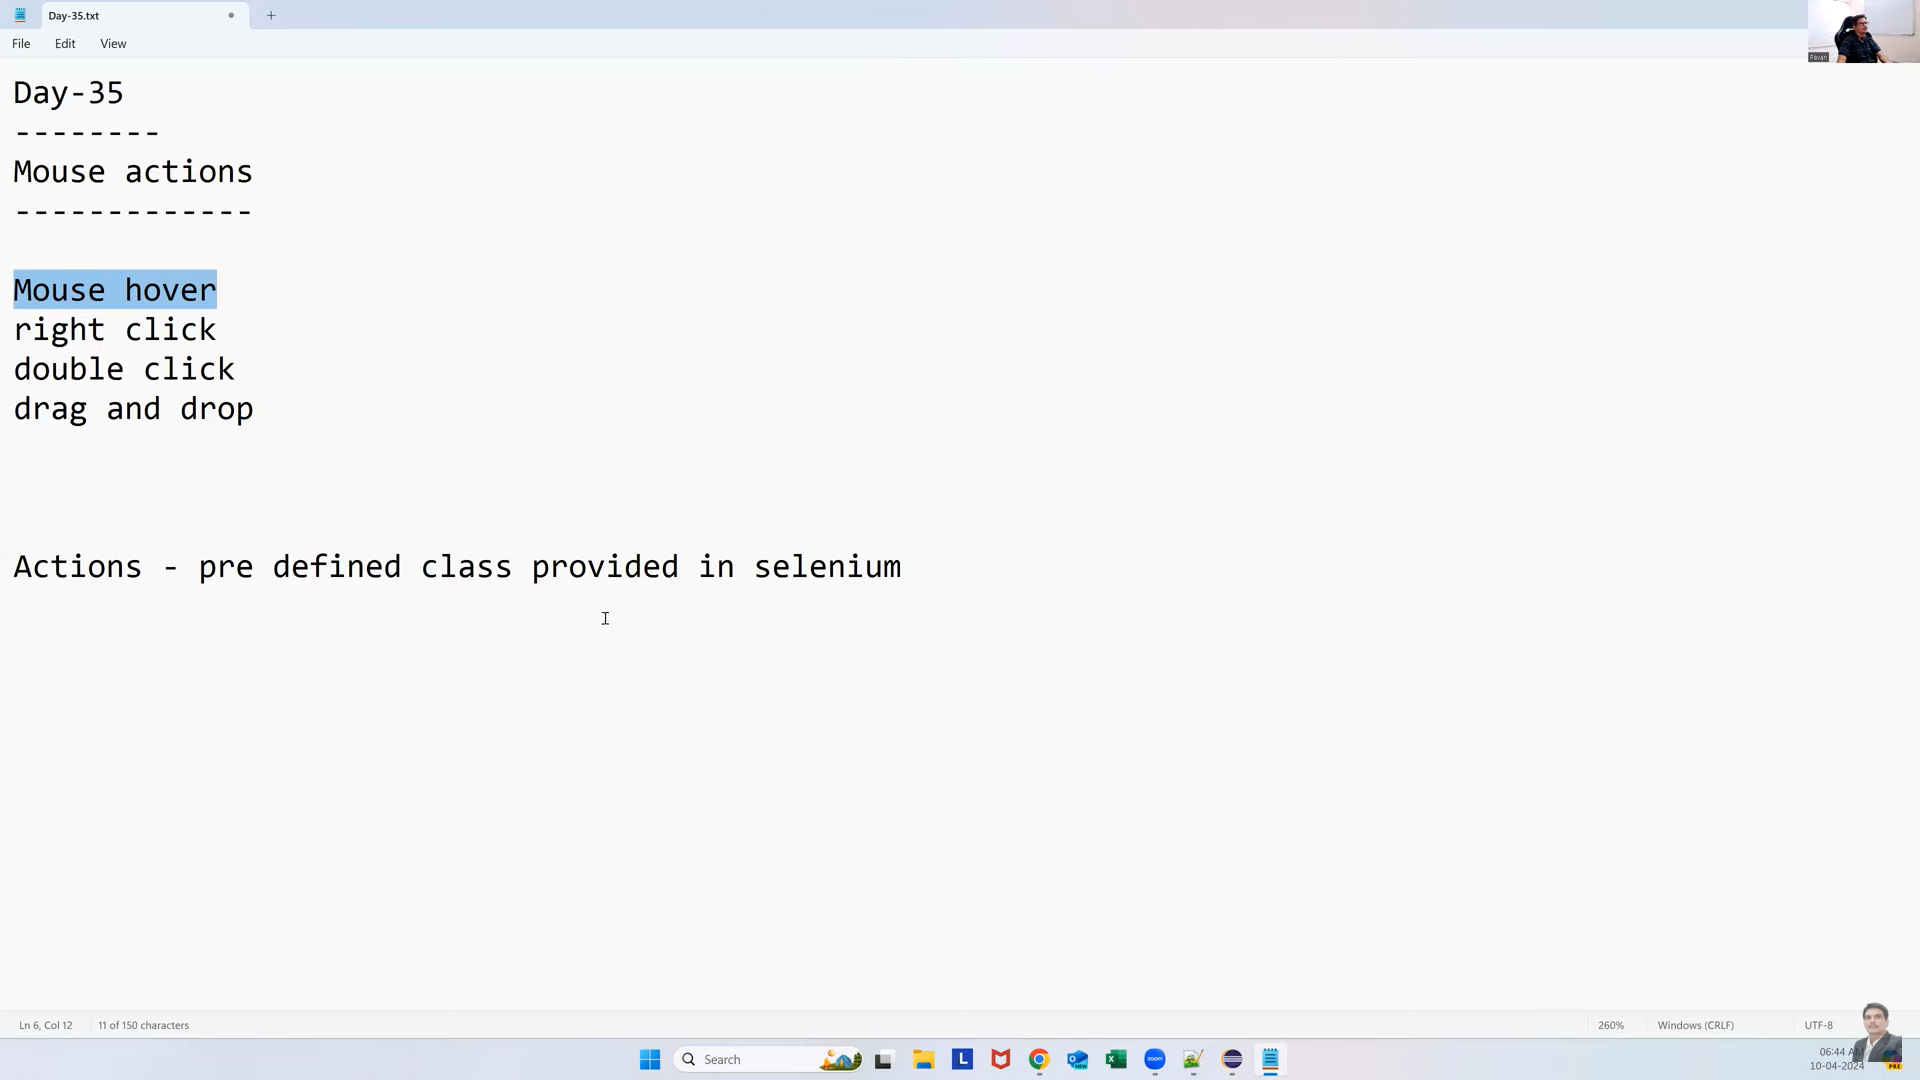 Day-35.txt
File Edit View
Pavan
Day-35
--------
Mouse actions
-------------
Mouse hover
right click
double click
drag and drop
Actions - pre defined class provided in selenium
Ln 6, Col 12 11 of 150 characters 260% Windows (CRLF) UTF-8
Search
06:44
10-04-2024
PRE